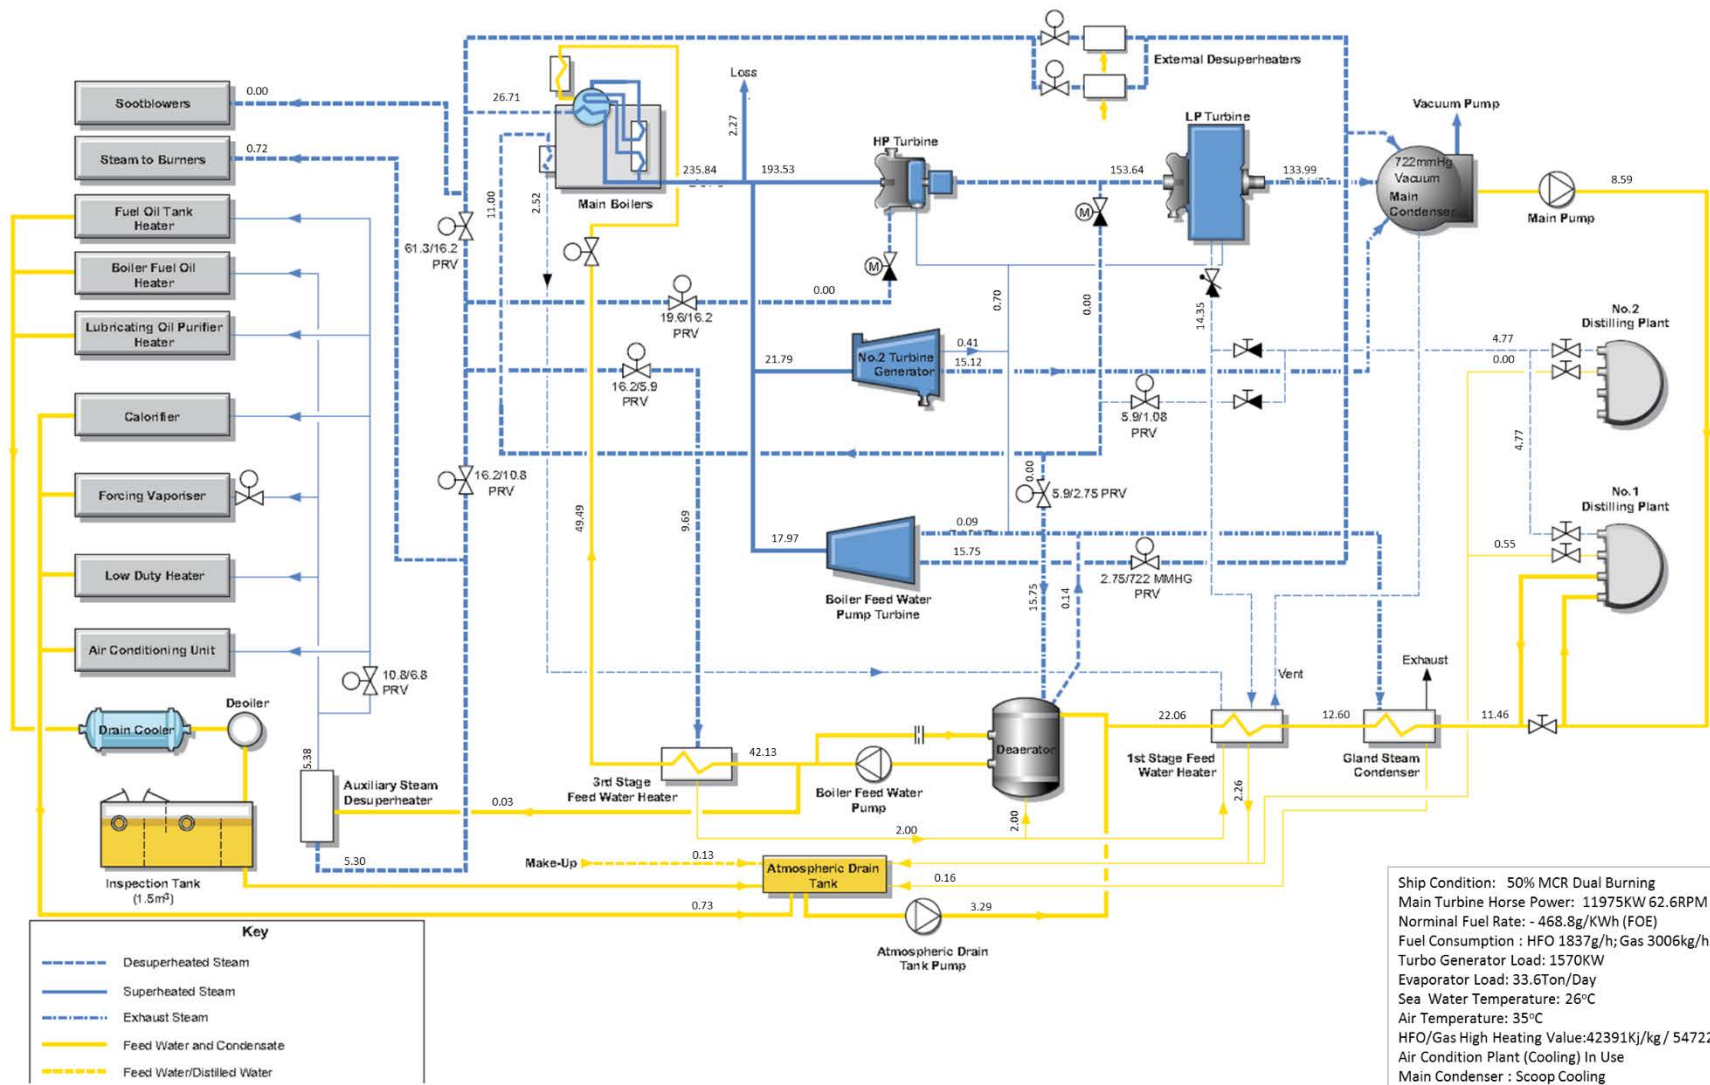 External Desuperheaters
Loss
Sootblowers
0.00
26.71
2.27
Vacuum Pump
LP Turbine
HP Turbine
Steam to Burners
0.72
722mmHg
Vacuum
Main
Condenser
235.84
193.53
153.64
133.99
8.59
Main Pump
Main Boilers
11.00
2.52
Fuel Oil Tank
Heater
61.3/16.2
PRV
M
M
Boiler Fuel Oil
Heater
0.00
19.6/16.2
PRV
0.70
0.00
14.35
Lubricating Oil Purifier
Heater
No.2
Distilling Plant
4.77
0.00
0.41
No.2 Turbine
Generator
15.12
21.79
16.2/5.9
PRV
5.9/1.08
PRV
Calorifier
4.77
16.2/10.8
PRV
0.00
5.9/2.75 PRV
Forcing Vaporiser
No.1
Distilling Plant
49.49
9.69
0.09
17.97
15.75
0.55
2.75/722 MMHG
PRV
Low Duty Heater
Boiler Feed Water
Pump Turbine
15.75
0.14
Air Conditioning Unit
10.8/6.8
PRV
Vent
Exhaust
Deoiler
Drain Cooler
5.38
42.13
Deaerator
22.06
12.60
11.46
3rd Stage
Feed Water Heater
Boiler Feed Water
Pump
1st Stage Feed
Water Heater
Gland Steam
Condenser
Auxiliary Steam
Desuperheater
0.03
2.26
2.00
2.00
5.30
Make-Up
0.13
Atmospheric Drain
Tank
0.16
Inspection Tank
(1.5m³)
0.73
3.29
Atmospheric Drain
Tank Pump
Key
Desuperheated Steam
Superheated Steam
Exhaust Steam
Feed Water and Condensate
Feed Water/Distilled Water
Ship Condition: 50% MCR Dual Burning
Main Turbine Horse Power: 11975KW 62.6RPM
Norminal Fuel Rate: - 468.8g/KWh (FOE)
Fuel Consumption : HFO 1837g/h; Gas 3006kg/h
Turbo Generator Load: 1570KW
Evaporator Load: 33.6Ton/Day
Sea Water Temperature: 26°C
Air Temperature: 35°C
HFO/Gas High Heating Value:42391Kj/kg / 54722
Air Condition Plant (Cooling) In Use
Main Condenser : Scoop Cooling